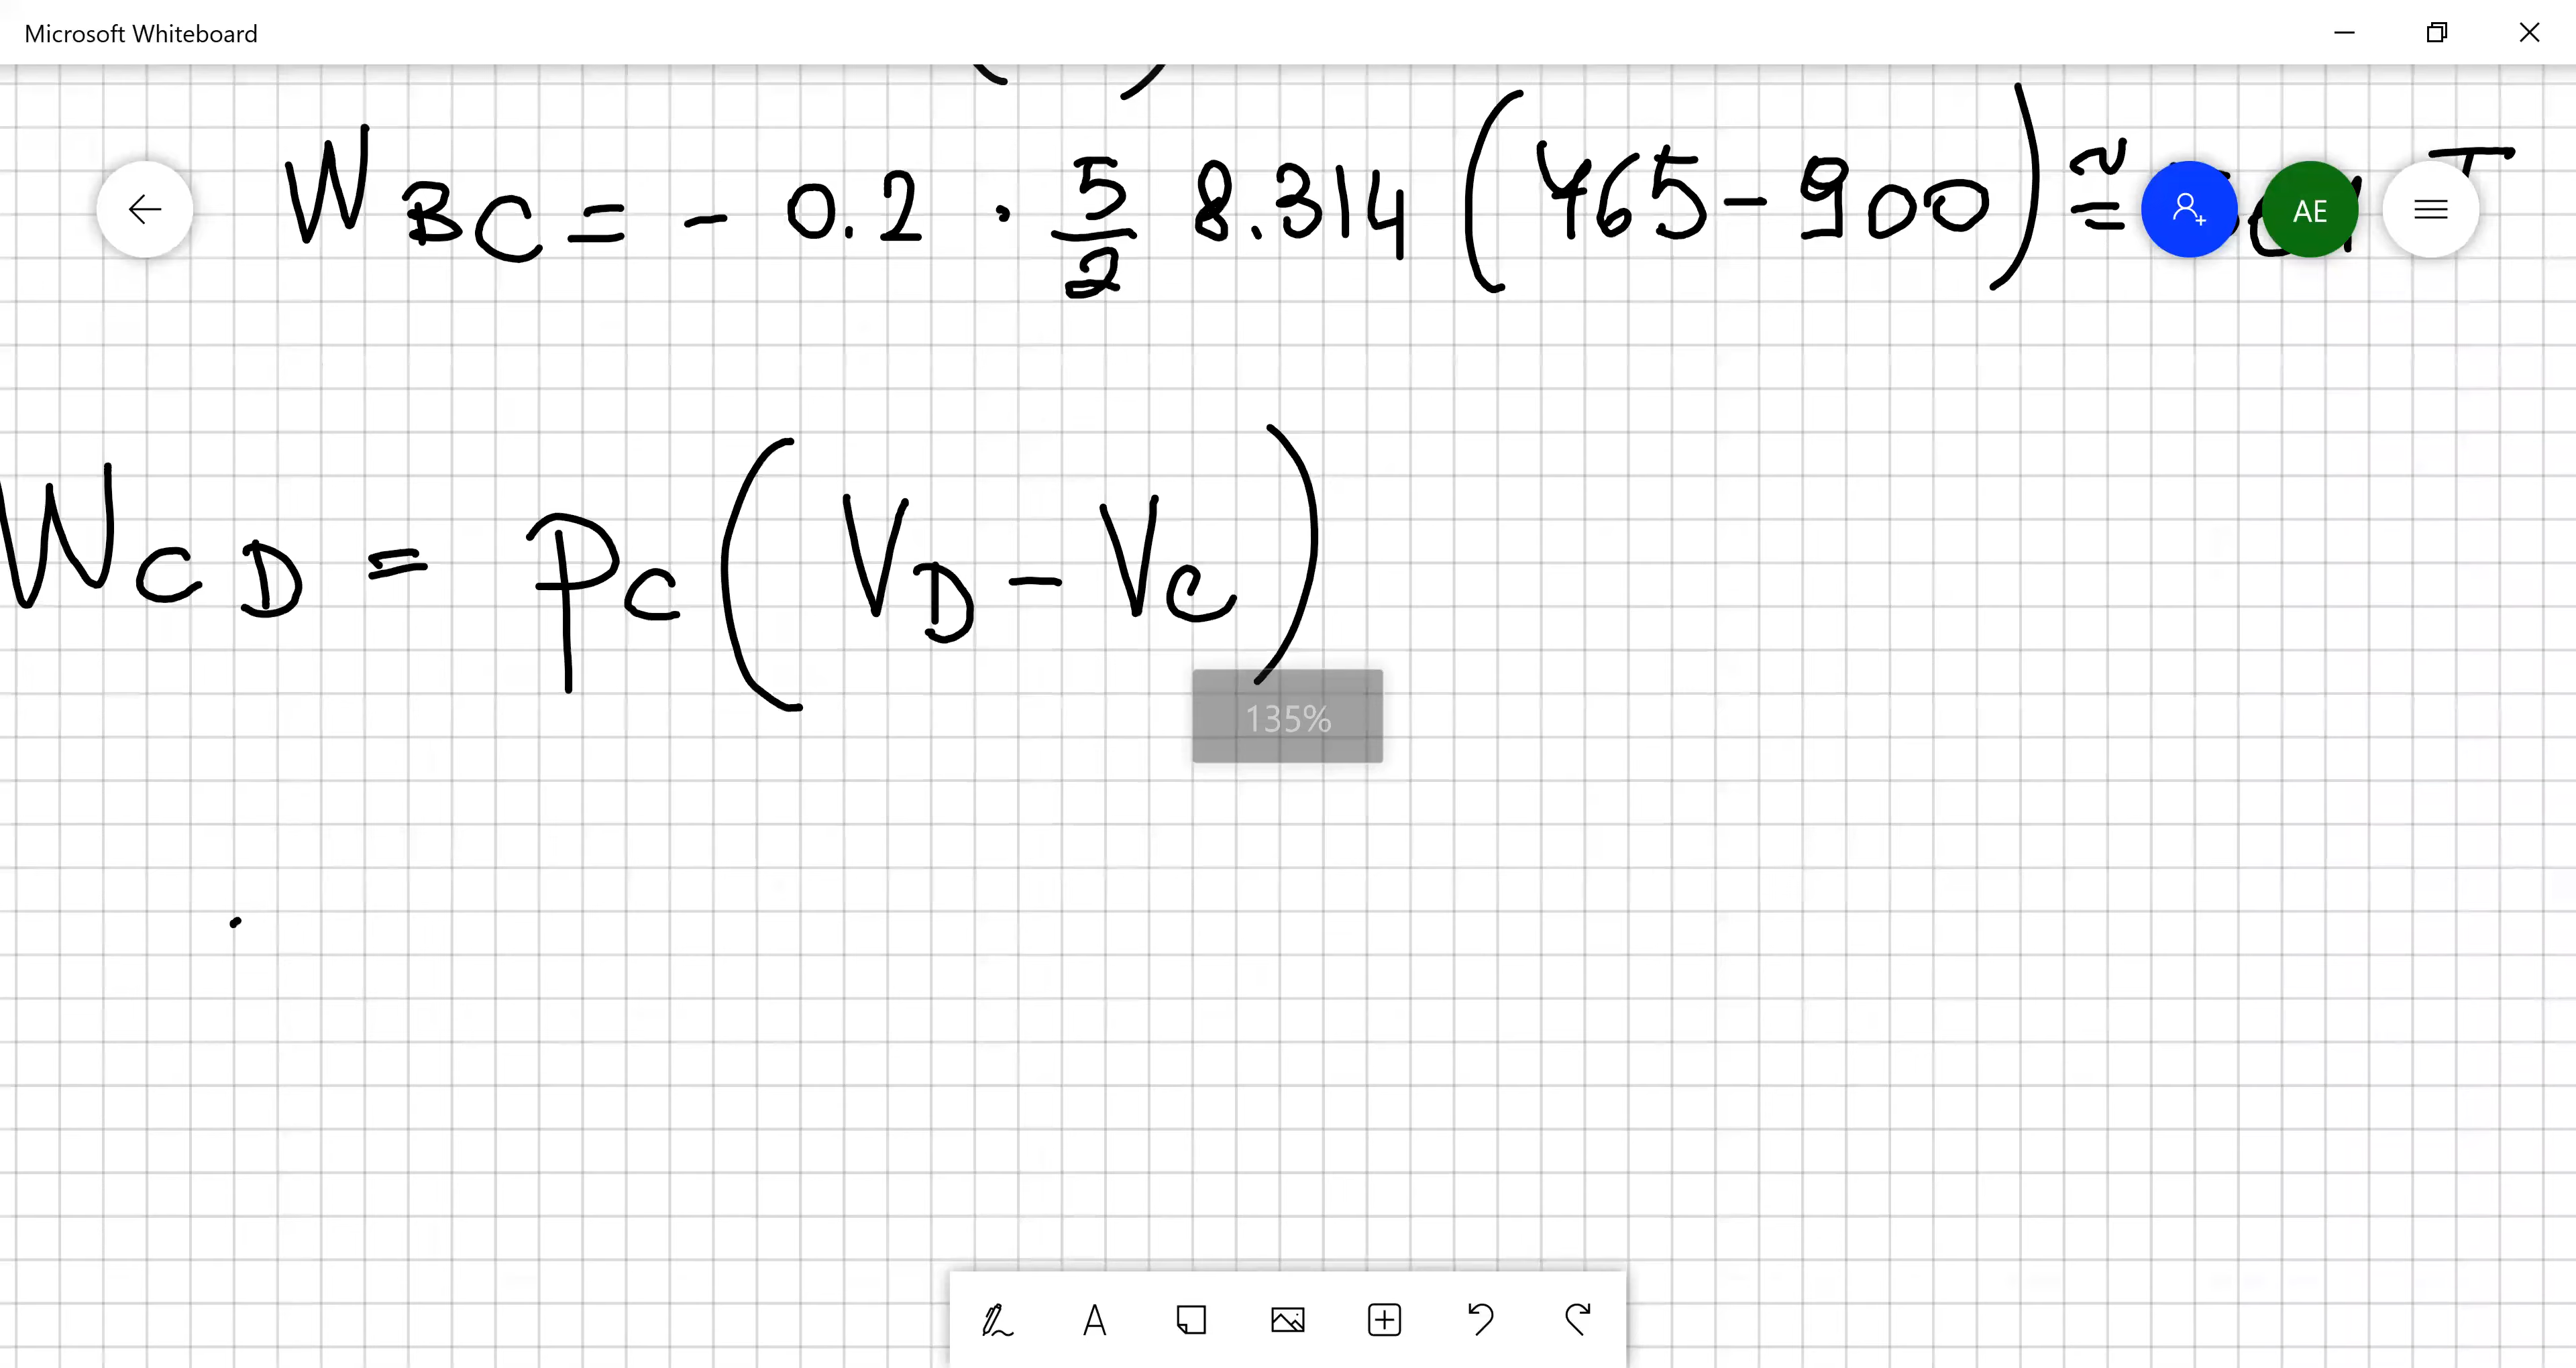 Microsoft Whiteboard
W_BC = - 0.2 · 5/2 8.314 (465-900) ≅
AE
W_CD = P_C (V_D - V_C)
135%